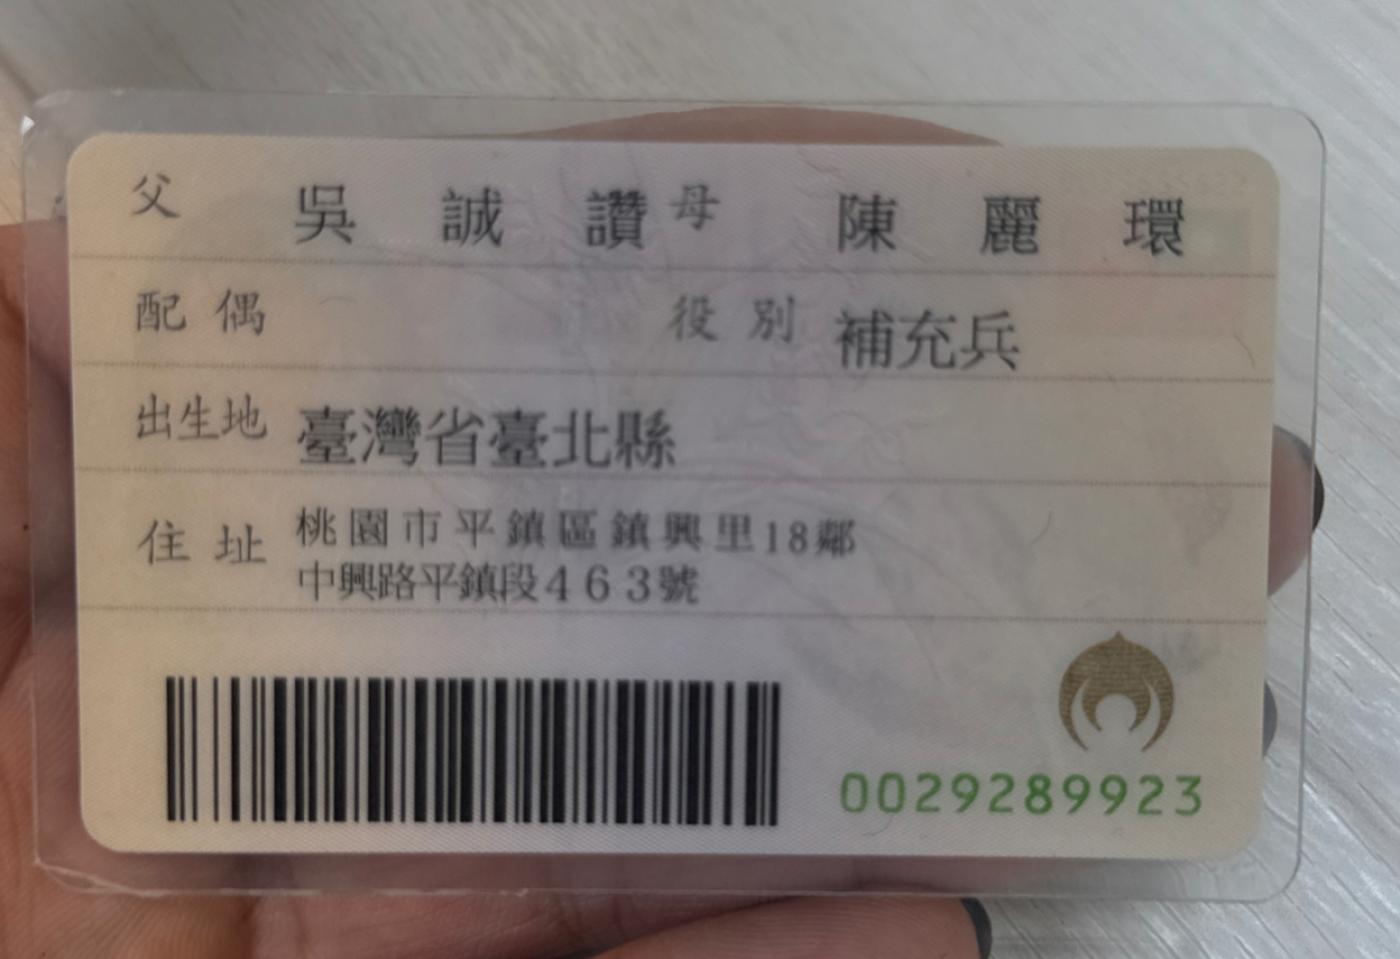 父 吳誠讚 母 陳麗環
配偶 役別 補充兵
出生地 臺灣省臺北縣
住址 桃園市平鎮區鎮興里18鄰
中興路平鎮段463號
0029289923